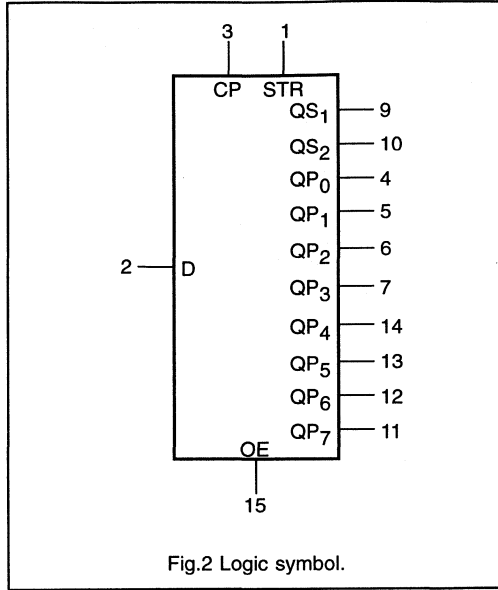 3 1
CP STR
QS1 9
QS2 10
QP0 4
QP1 5
QP2 6
2 D
QP3 7
QP4 14
QP5 13
QP6 12
QP7 11
OE
15
Fig.2 Logic symbol.